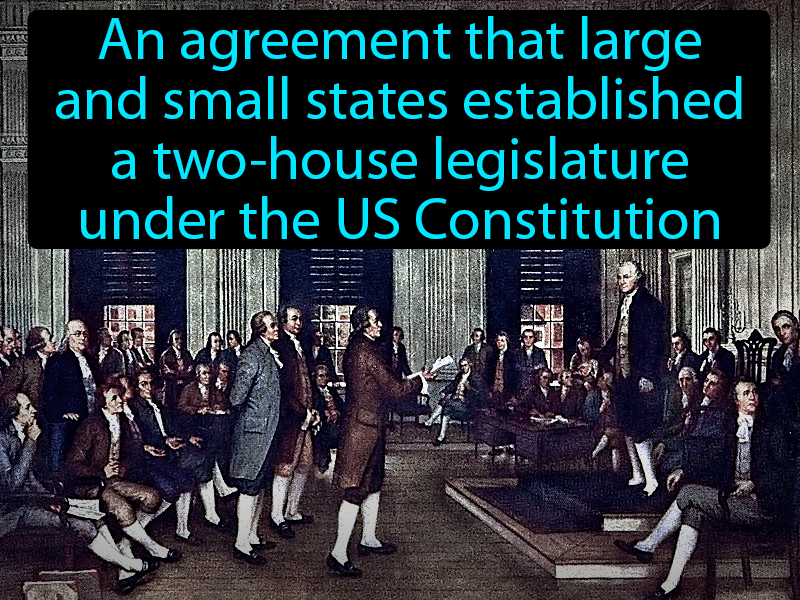 An agreement that large
and small states established
a two-house legislature
under the US Constitution